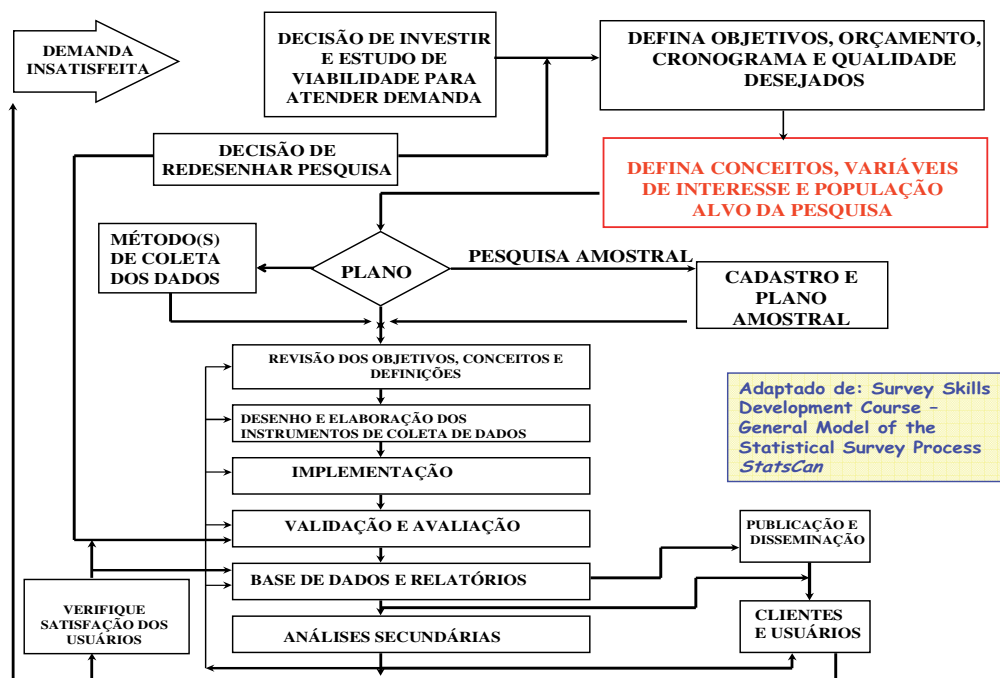 DEMANDA
INSATISFEITA
DECISÃO DE INVESTIR
E ESTUDO DE
VIABILIDADE PARA
ATENDER DEMANDA
DEFINA OBJETIVOS, ORÇAMENTO,
CRONOGRAMA E QUALIDADE
DESEJADOS
DECISÃO DE
REDESENHAR PESQUISA
DEFINA CONCEITOS, VARIÁVEIS
DE INTERESSE E POPULAÇÃO
ALVO DA PESQUISA
MÉTODO(S)
DE COLETA
DOS DADOS
PLANO
PESQUISA AMOSTRAL
CADASTRO E
PLANO
AMOSTRAL
REVISÃO DOS OBJETIVOS, CONCEITOS E
DEFINIÇÕES
DESENHO E ELABORAÇÃO DOS
INSTRUMENTOS DE COLETA DE DADOS
IMPLEMENTAÇÃO
VALIDAÇÃO E AVALIAÇÃO
BASE DE DADOS E RELATÓRIOS
ANÁLISES SECUNDÁRIAS
Adaptado de: Survey Skills
Development Course –
General Model of the
Statistical Survey Process
StatsCan
PUBLICAÇÃO E
DISSEMINAÇÃO
CLIENTES
E USUÁRIOS
VERIFIQUE
SATISFAÇÃO DOS
USUÁRIOS